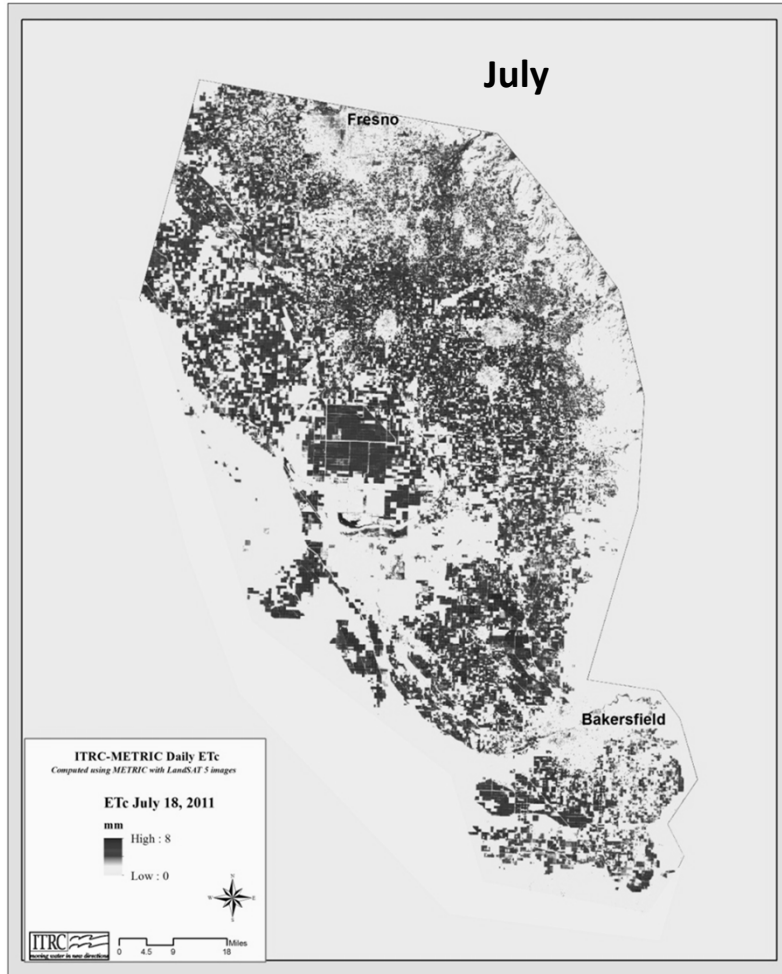 July
Fresno
Bakersfield
ITRC-METRIC Daily ETc
Computed using METRIC with LandSAT 5 images
ETc July 18, 2011
mm
High : 8
Low : 0
N
W E
S
ITRC
moving water in new directions
Miles
0 4.5 9 18